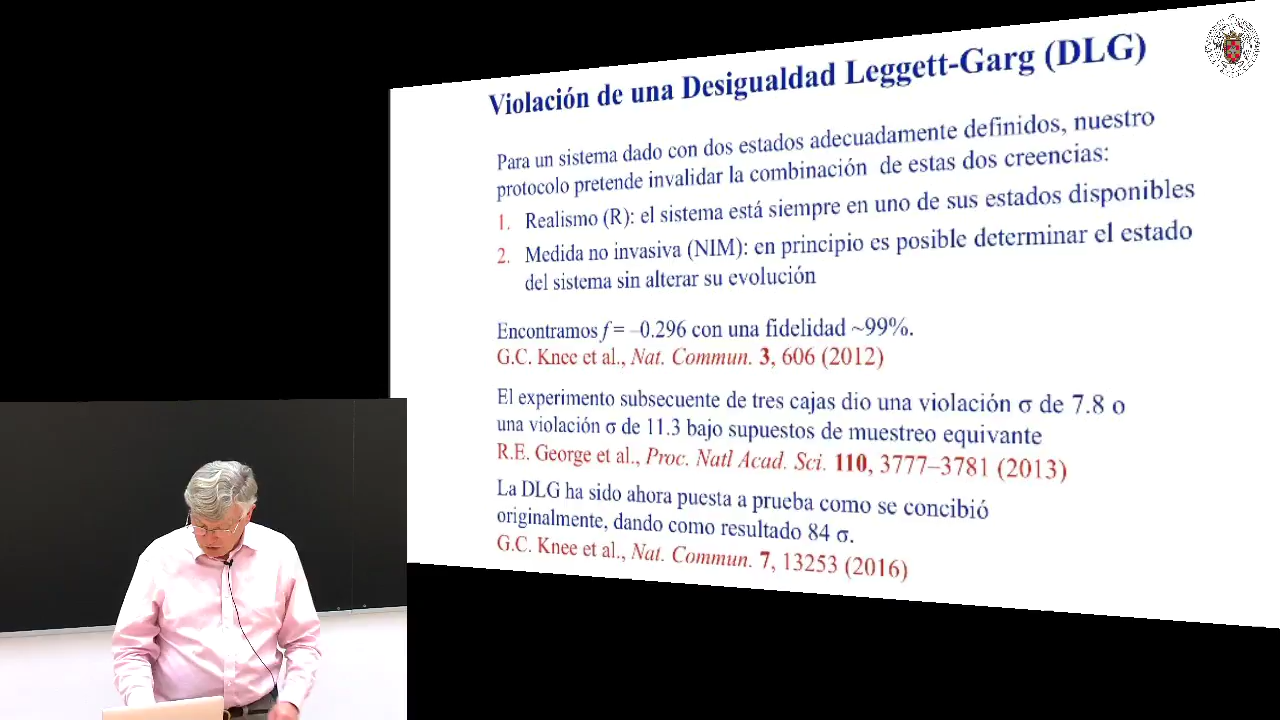 Violación de una Desigualdad Leggett-Garg (DLG)
Para un sistema dado con dos estados adecuadamente definidos, nuestro
protocolo pretende invalidar la combinación de estas dos creencias:
1. Realismo (R): el sistema está siempre en uno de sus estados disponibles
2. Medida no invasiva (NIM): en principio es posible determinar el estado
del sistema sin alterar su evolución
Encontramos f = –0.296 con una fidelidad ~99%.
G.C. Knee et al., Nat. Commun. 3, 606 (2012)
El experimento subsecuente de tres cajas dio una violación σ de 7.8 o
una violación σ de 11.3 bajo supuestos de muestreo equivante
R.E. George et al., Proc. Natl Acad. Sci. 110, 3777–3781 (2013)
La DLG ha sido ahora puesta a prueba como se concibió
originalmente, dando como resultado 84 σ.
G.C. Knee et al., Nat. Commun. 7, 13253 (2016)